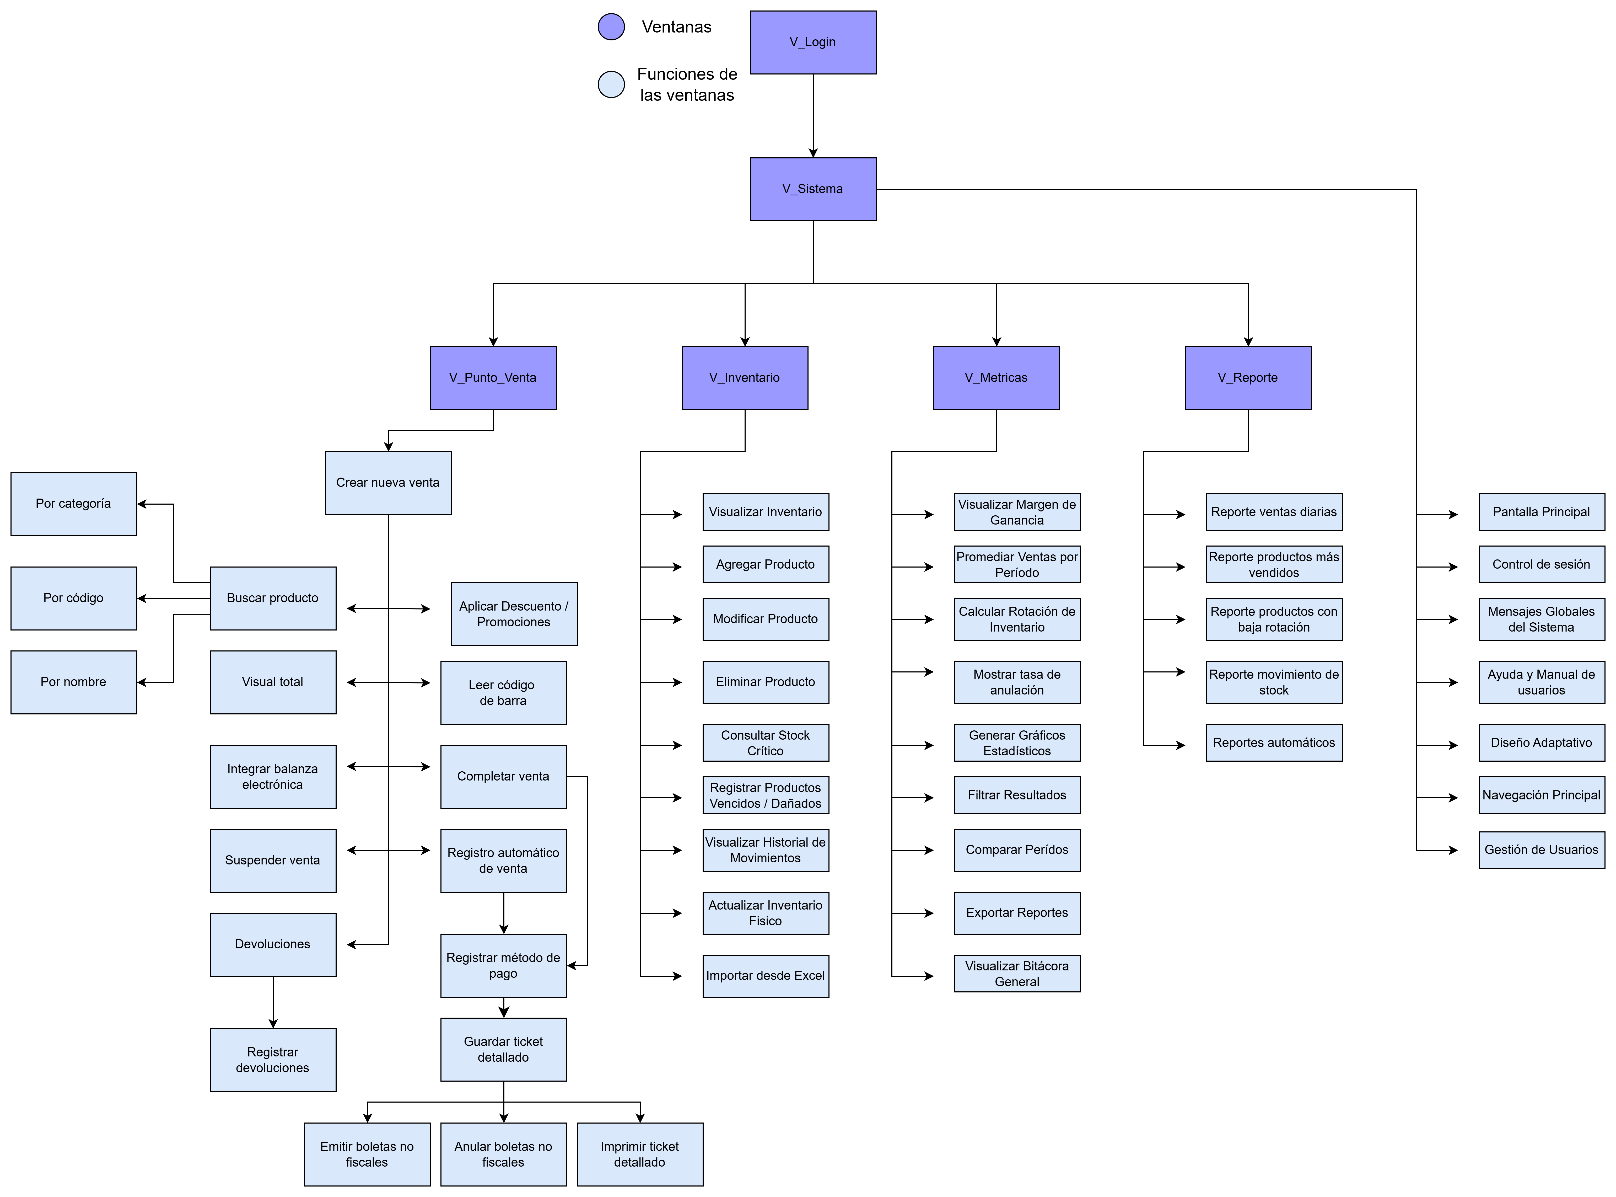 Ventanas
Funciones de
las ventanas
V_Login
V_Sistema
V_Punto_Venta
V_Inventario
V_Metricas
V_Reporte
Crear nueva venta
Por categoría
Por código
Por nombre
Buscar producto
Visual total
Integrar balanza
electrónica
Suspender venta
Devoluciones
Registrar
devoluciones
Aplicar Descuento /
Promociones
Leer código
de barra
Completar venta
Registro automático
de venta
Registrar método de
pago
Guardar ticket
detallado
Emitir boletas no
fiscales
Anular boletas no
fiscales
Imprimir ticket
detallado
Visualizar Inventario
Agregar Producto
Modificar Producto
Eliminar Producto
Consultar Stock
Crítico
Registrar Productos
Vencidos / Dañados
Visualizar Historial de
Movimientos
Actualizar Inventario
Físico
Importar desde Excel
Visualizar Margen de
Ganancia
Promediar Ventas por
Período
Calcular Rotación de
Inventario
Mostrar tasa de
anulación
Generar Gráficos
Estadísticos
Filtrar Resultados
Comparar Perídos
Exportar Reportes
Visualizar Bitácora
General
Reporte ventas diarias
Reporte productos más
vendidos
Reporte productos con
baja rotación
Reporte movimiento de
stock
Reportes automáticos
Pantalla Principal
Control de sesión
Mensajes Globales
del Sistema
Ayuda y Manual de
usuarios
Diseño Adaptativo
Navegación Principal
Gestión de Usuarios